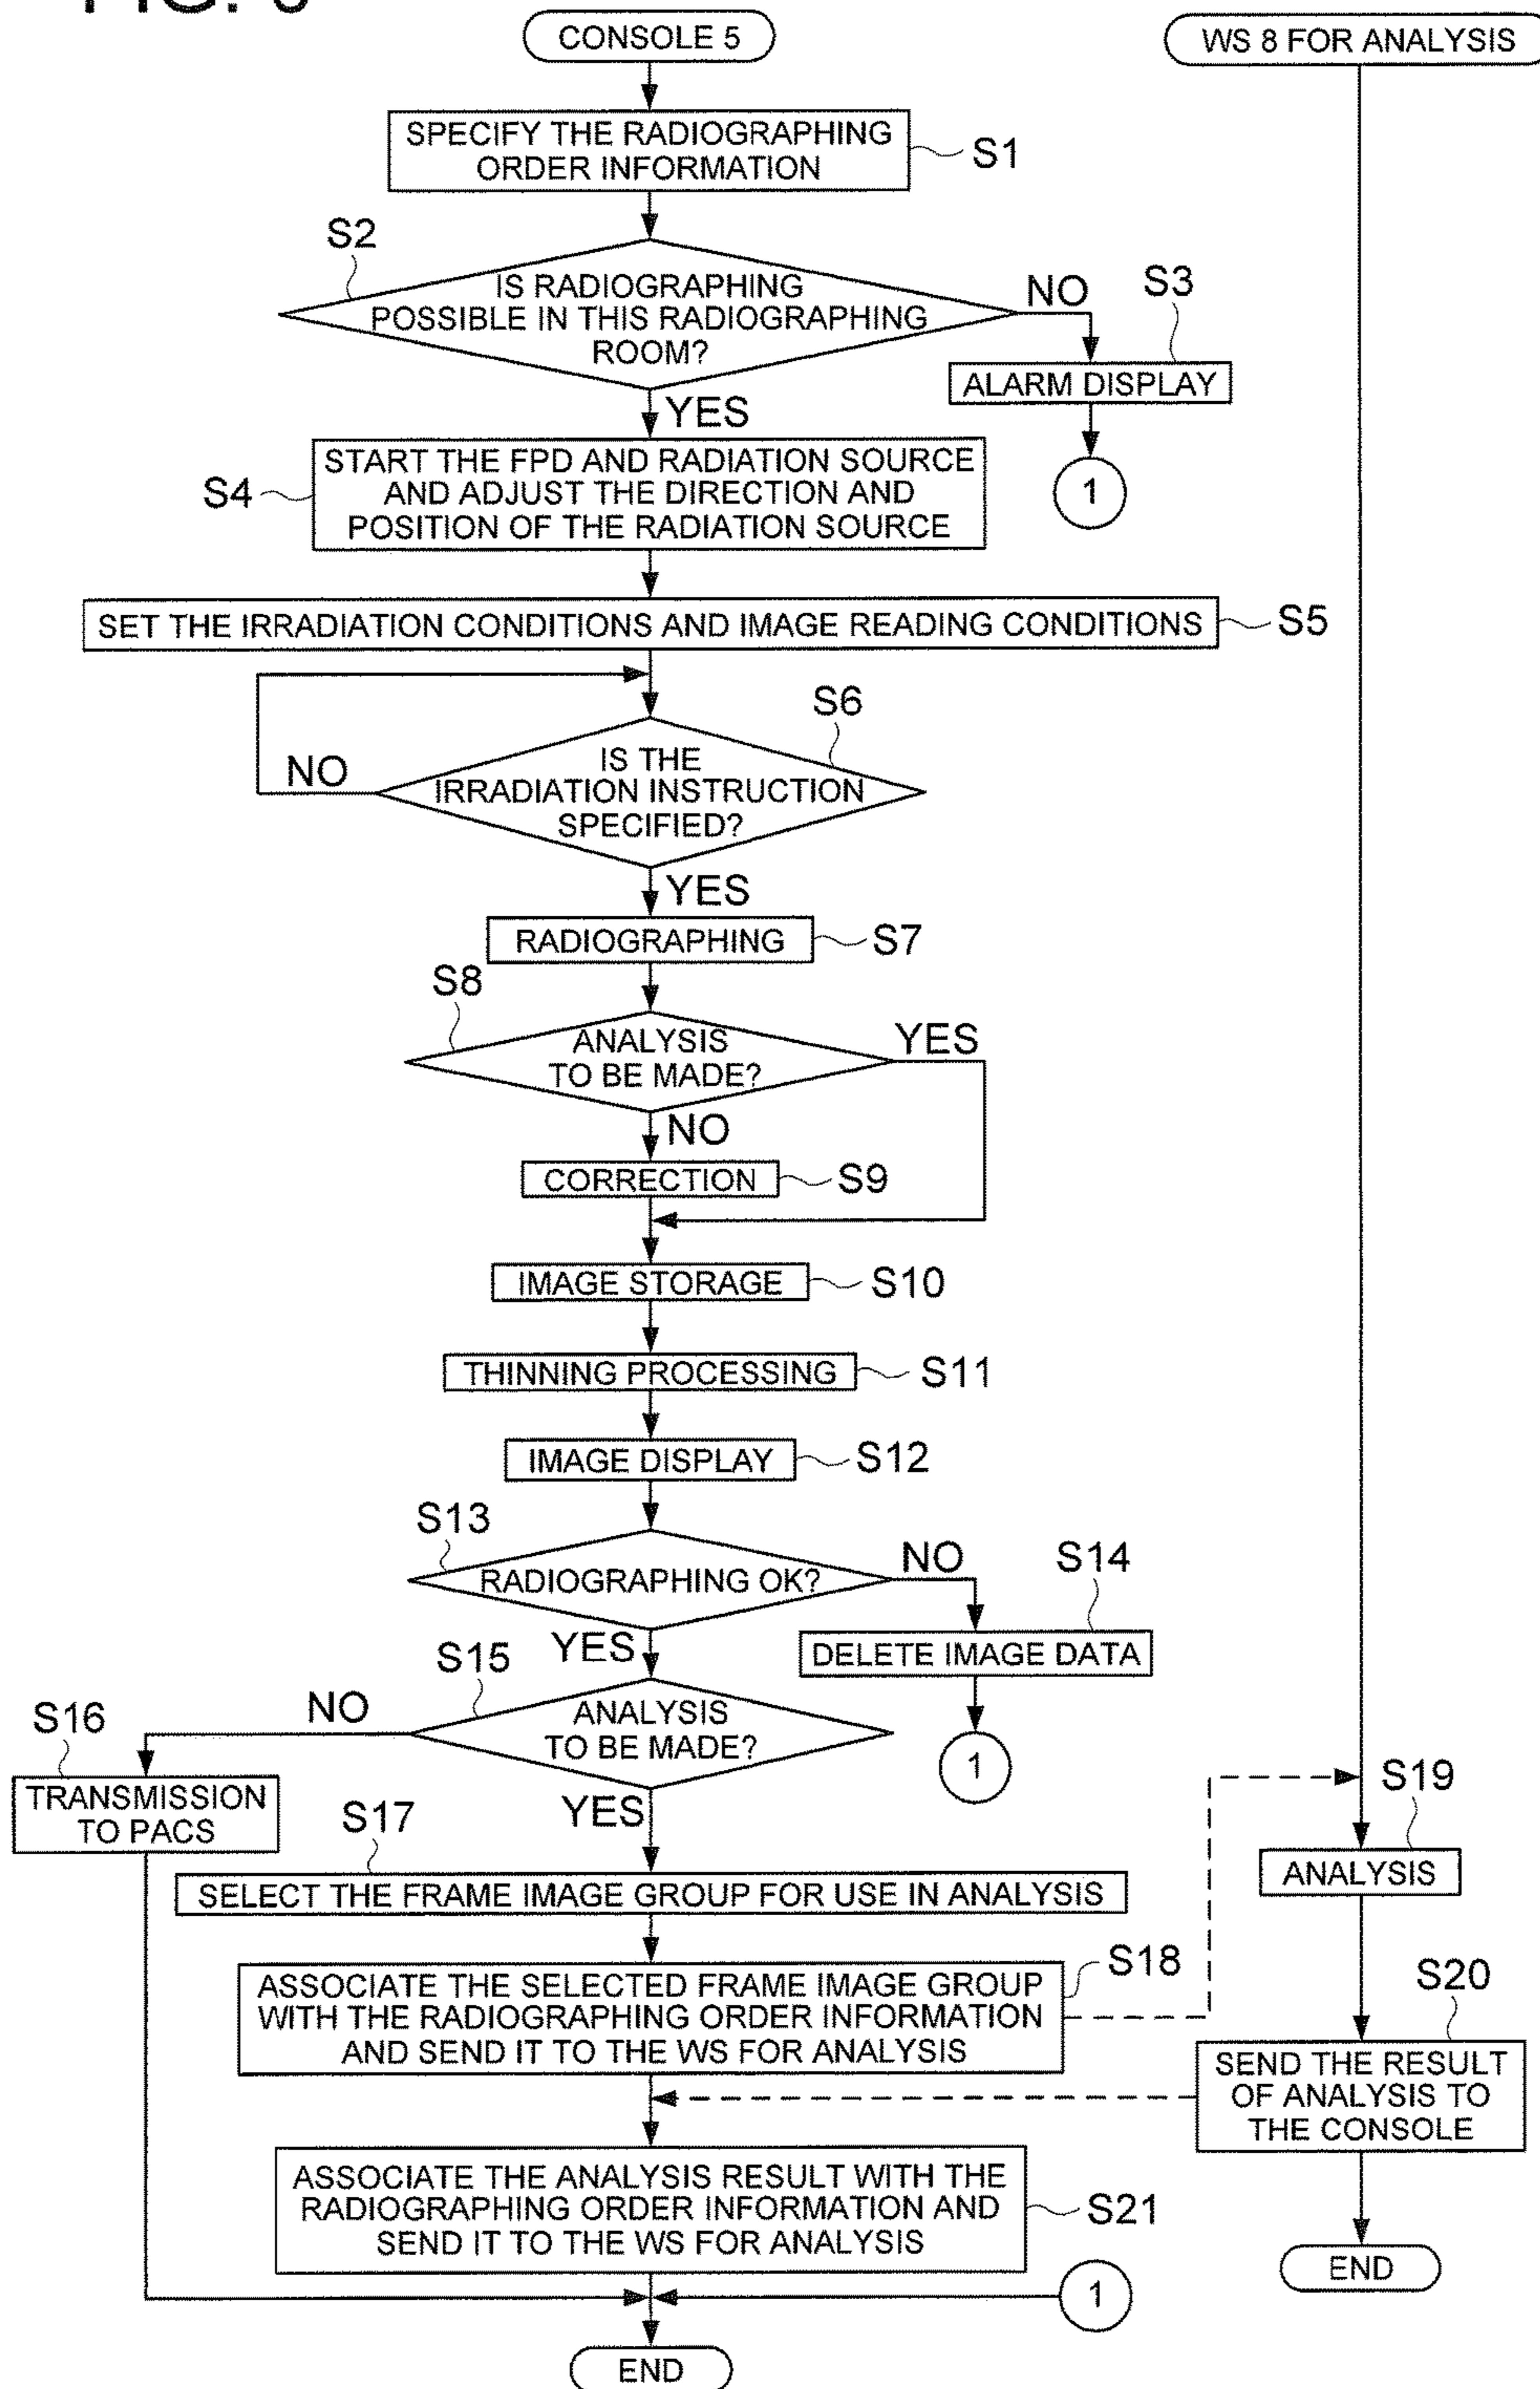 CONSOLE 5
WS 8 FOR ANALYSIS
SPECIFY THE RADIOGRAPHING
ORDER INFORMATION
S1
S2
IS RADIOGRAPHING
POSSIBLE IN THIS RADIOGRAPHING
ROOM?
NO
S3
ALARM DISPLAY
1
YES
S4
START THE FPD AND RADIATION SOURCE
AND ADJUST THE DIRECTION AND
POSITION OF THE RADIATION SOURCE
SET THE IRRADIATION CONDITIONS AND IMAGE READING CONDITIONS
S5
S6
IS THE
IRRADIATION INSTRUCTION
SPECIFIED?
NO
YES
RADIOGRAPHING
S7
S8
ANALYSIS
TO BE MADE?
YES
NO
CORRECTION
S9
IMAGE STORAGE
S10
THINNING PROCESSING
S11
IMAGE DISPLAY
S12
S13
RADIOGRAPHING OK?
NO
S14
DELETE IMAGE DATA
1
YES
S15
ANALYSIS
TO BE MADE?
NO
S16
TRANSMISSION
TO PACS
YES
S17
SELECT THE FRAME IMAGE GROUP FOR USE IN ANALYSIS
S18
ASSOCIATE THE SELECTED FRAME IMAGE GROUP
WITH THE RADIOGRAPHING ORDER INFORMATION
AND SEND IT TO THE WS FOR ANALYSIS
S19
ANALYSIS
S20
SEND THE RESULT
OF ANALYSIS TO
THE CONSOLE
ASSOCIATE THE ANALYSIS RESULT WITH THE
RADIOGRAPHING ORDER INFORMATION AND
SEND IT TO THE WS FOR ANALYSIS
S21
END
1
END